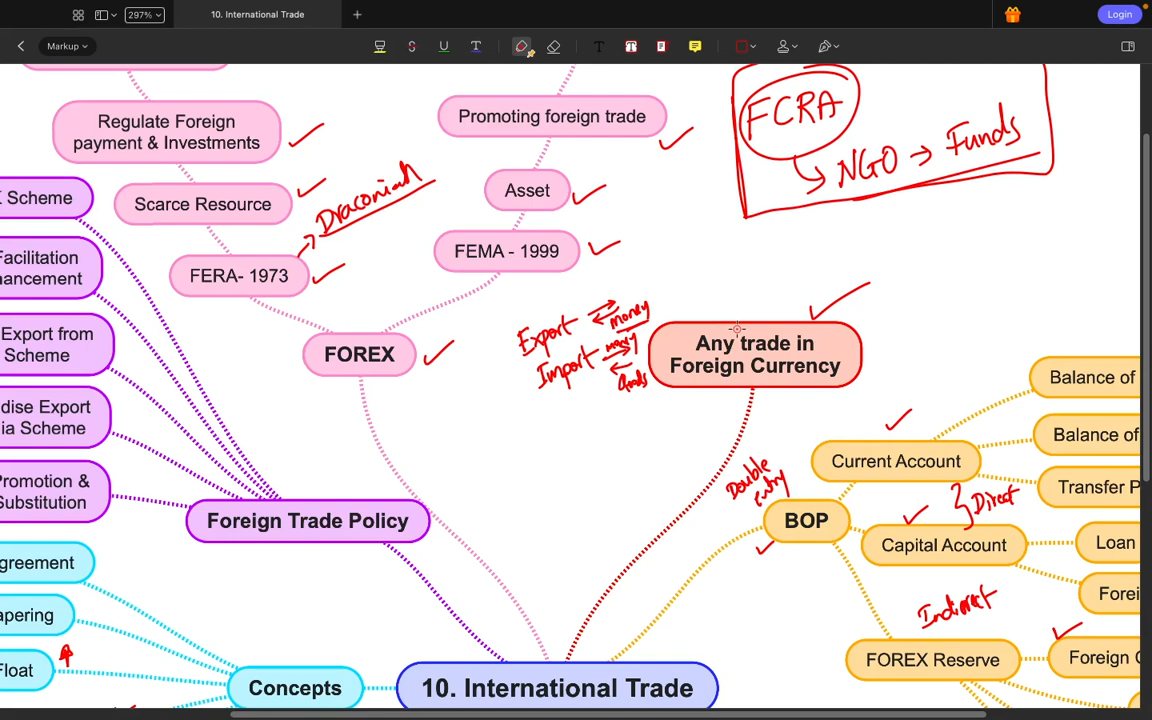 297%
10. International Trade
Login
Markup
Regulate Foreign
payment & Investments
Scarce Resource
Draconian
FERA- 1973
Promoting foreign trade
Asset
FEMA - 1999
FCRA
NGO → Funds
FOREX
Export ⇄ money
Import money
Goods
Any trade in
Foreign Currency
K Scheme
Facilitation
hancement
Export from
Scheme
dise Export
ia Scheme
Promotion &
Substitution
Foreign Trade Policy
Double
entry
BOP
Current Account
Balance of
Balance of
Transfer P
Direct
Capital Account
Loan
Forei
Indirect
FOREX Reserve
Foreign C
greement
apering
Float
Concepts
10. International Trade